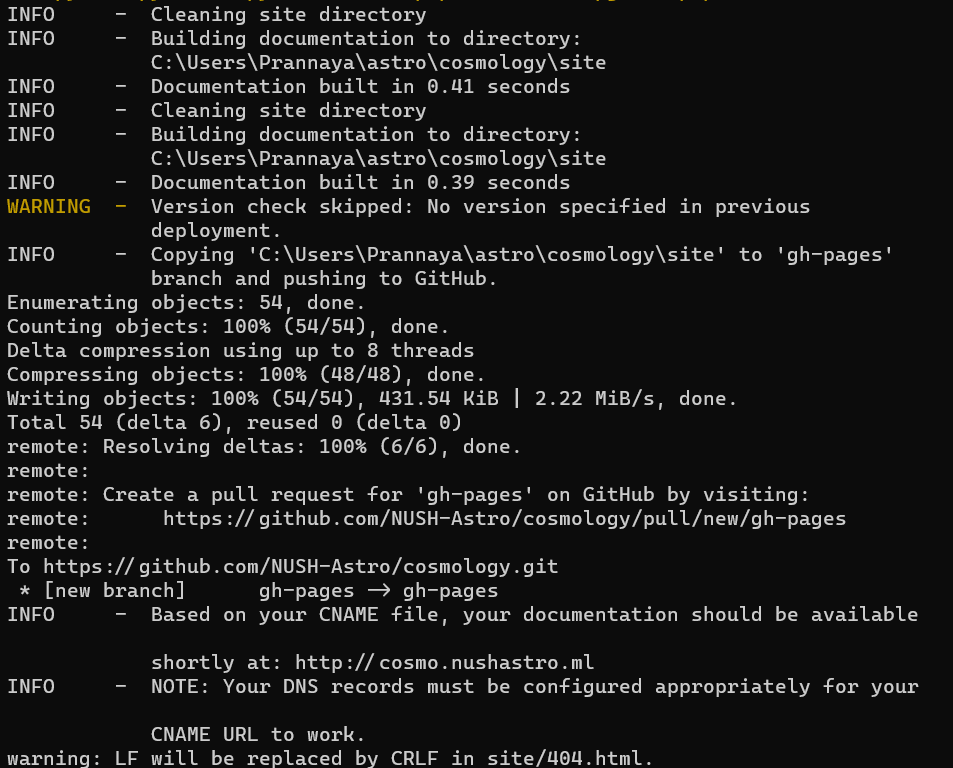 INFO     -  Cleaning site directory
INFO     -  Building documentation to directory:
            C:\Users\Prannaya\astro\cosmology\site
INFO     -  Documentation built in 0.41 seconds
INFO     -  Cleaning site directory
INFO     -  Building documentation to directory:
            C:\Users\Prannaya\astro\cosmology\site
INFO     -  Documentation built in 0.39 seconds
WARNING  -  Version check skipped: No version specified in previous
            deployment.
INFO     -  Copying 'C:\Users\Prannaya\astro\cosmology\site' to 'gh-pages'
            branch and pushing to GitHub.
Enumerating objects: 54, done.
Counting objects: 100% (54/54), done.
Delta compression using up to 8 threads
Compressing objects: 100% (48/48), done.
Writing objects: 100% (54/54), 431.54 KiB | 2.22 MiB/s, done.
Total 54 (delta 6), reused 0 (delta 0)
remote: Resolving deltas: 100% (6/6), done.
remote:
remote: Create a pull request for 'gh-pages' on GitHub by visiting:
remote:      https://github.com/NUSH-Astro/cosmology/pull/new/gh-pages
remote:
To https://github.com/NUSH-Astro/cosmology.git
 * [new branch]      gh-pages -> gh-pages
INFO     -  Based on your CNAME file, your documentation should be available
            shortly at: http://cosmo.nushastro.ml
INFO     -  NOTE: Your DNS records must be configured appropriately for your
            CNAME URL to work.
warning: LF will be replaced by CRLF in site/404.html.